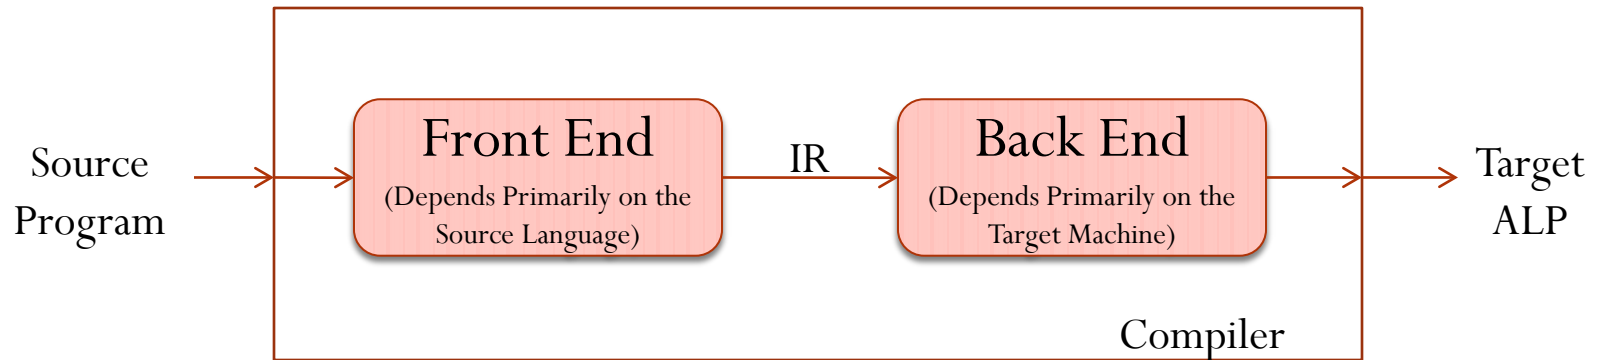 Source
Program
Front End
(Depends Primarily on the
Source Language)
IR
Back End
(Depends Primarily on the
Target Machine)
Target
ALP
Compiler